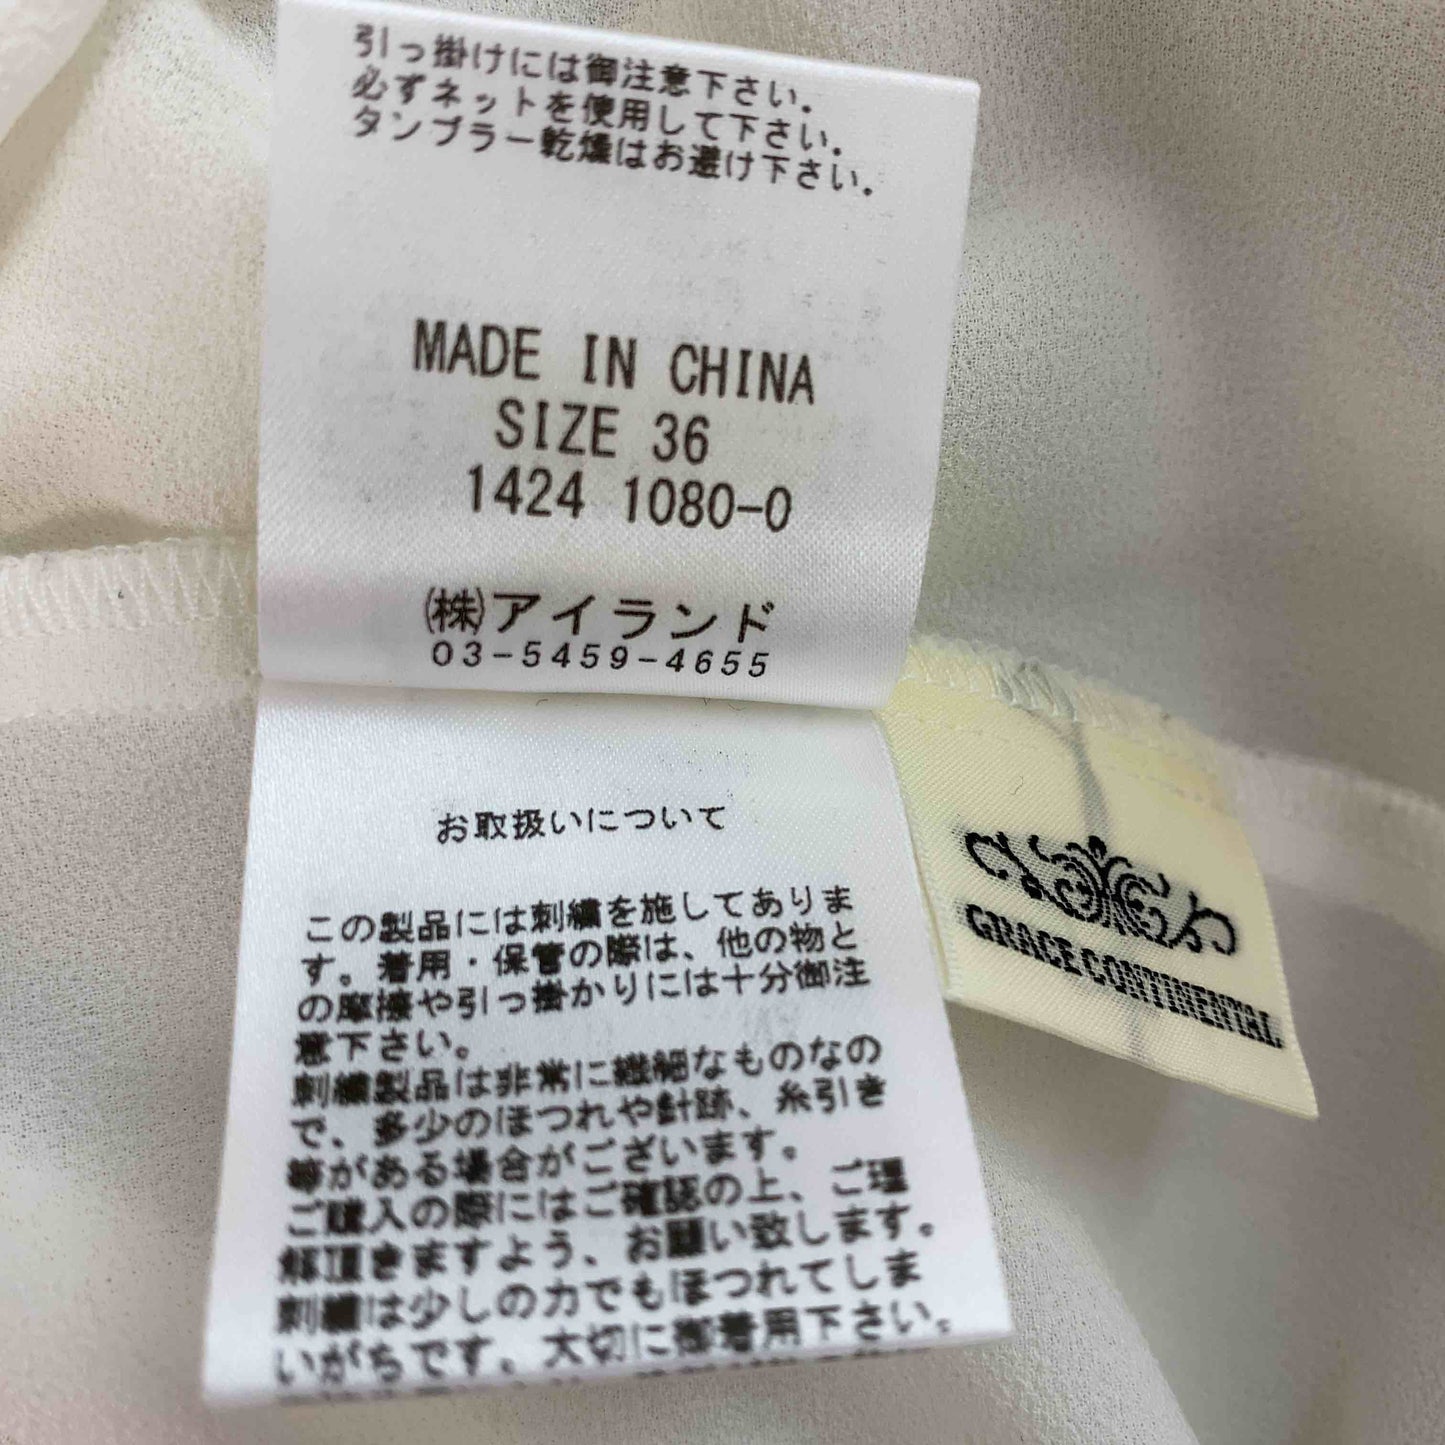 引っ掛けには御注意下さい。
必ずネットを使用して下さい。
タンブラー乾燥はお避け下さい。
MADE IN CHINA
SIZE 36
1424 1080-0
㈱アイランド
03-5459-4655
お取扱いについて
この製品には刺繍を施してありま
す。着用・保管の際は、他の物と
の摩擦や引っ掛かりには十分御注
意下さい。
刺繍製品は非常に繊細なものなの
で、多少のほつれや針跡、糸引き
等がある場合がございます。
ご購入の際にはご確認の上、ご理
解頂きますよう、お願い致します。
刺繍は少しの力でもほつれてしま
いがちです。大切に御着用下さい。
GRACE CONTINENTAL